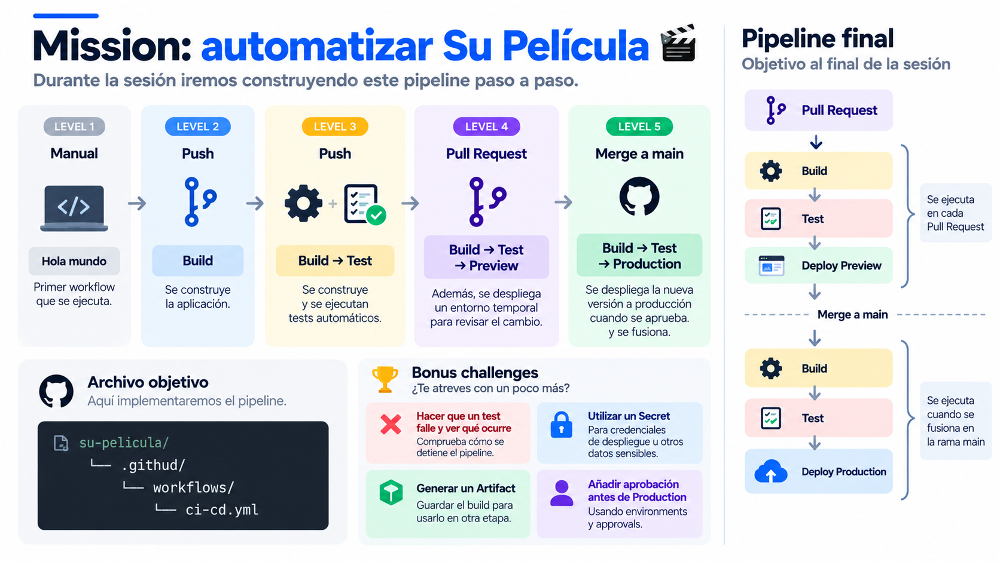 Mission: automatizar Su Película
Durante la sesión iremos construyendo este pipeline paso a paso.
LEVEL 1
Manual
</>
Hola mundo
Primer workflow
que se ejecuta.
LEVEL 2
Push
Build
Se construye
la aplicación.
LEVEL 3
Push
+
Build → Test
Se construye
y se ejecutan
tests automáticos.
LEVEL 4
Pull Request
Build → Test
→ Preview
Además, se despliega
un entorno temporal
para revisar el cambio.
LEVEL 5
Merge a main
Build → Test
→ Production
Se despliega la nueva
versión a producción
cuando se aprueba.
y se fusiona.
Archivo objetivo
Aquí implementaremos el pipeline.
su-pelicula/
└── .githud/
└── workflows/
└── ci-cd.yml
Bonus challenges
¿Te atreves con un poco más?
Hacer que un test
falle y ver qué ocurre
Comprueba cómo se
detiene el pipeline.
Utilizar un Secret
Para credenciales
de despliegue u otros
datos sensibles.
Generar un Artifact
Guardar el build para
usarlo en otra etapa.
Añadir aprobación
antes de Production
Usando environments
y approvals.
Pipeline final
Objetivo al final de la sesión
Pull Request
Build
Test
Deploy Preview
Se ejecuta
en cada
Pull Request
Merge a main
Build
Test
Deploy Production
Se ejecuta
cuando se
fusiona en
la rama main